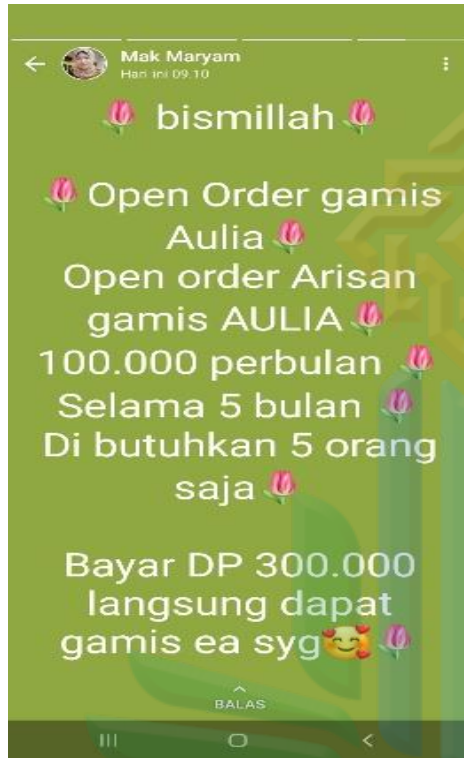 Mak Maryam
Hari ini 09.10
🌷 bismillah 🌷
🌷 Open Order gamis
Aulia 🌷
Open order Arisan
gamis AULIA 🌷
100.000 perbulan 🌷
Selama 5 bulan 🌷
Di butuhkan 5 orang
saja 🌷
Bayar DP 300.000
langsung dapat
gamis ea syg🥰 🌷
BALAS